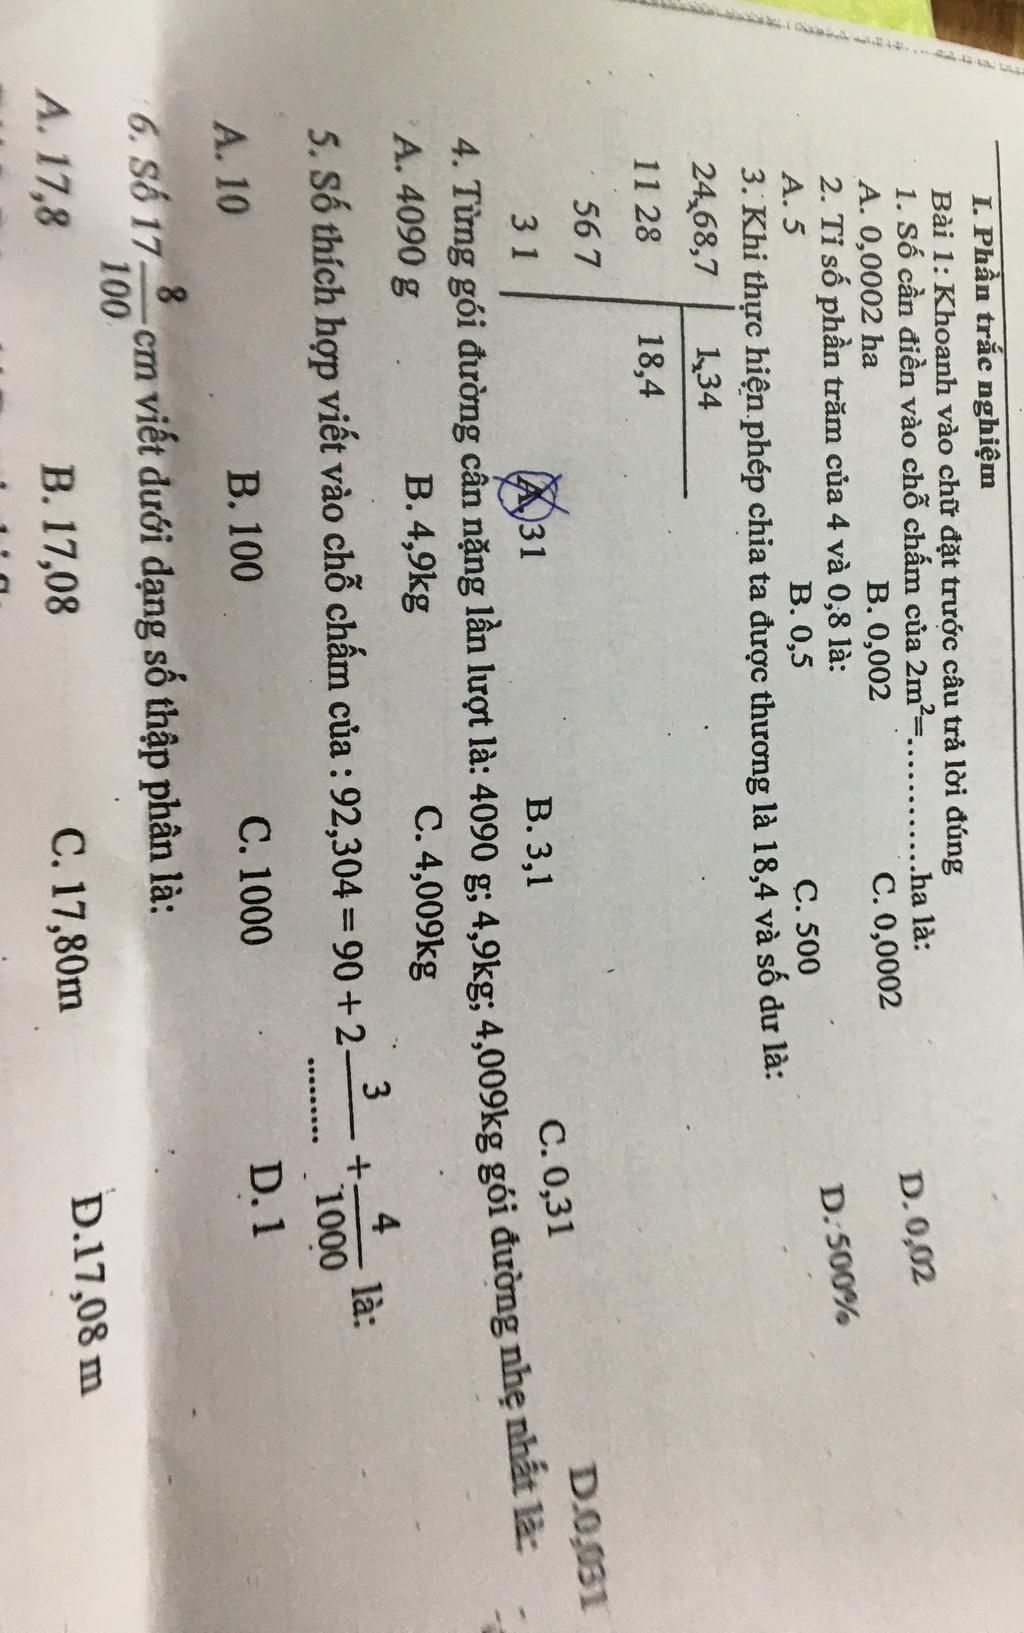 I. Phần trắc nghiệm
Bài 1: Khoanh vào chữ đặt trước câu trả lời đúng
1. Số cần điền vào chỗ chấm của 2m²=............ha là:
A. 0,0002 ha B. 0,002 C. 0,0002 D. 0,02
2. Tỉ số phần trăm của 4 và 0,8 là:
A. 5 B. 0,5 C. 500 D. 500%
3. Khi thực hiện phép chia ta được thương là 18,4 và số dư là:
24,68,7 1,34
11 28 18,4
56 7
3 1 A. 31 B. 3,1 C. 0,31 D.0,031
4. Từng gói đường cân nặng lần lượt là: 4090 g; 4,9kg; 4,009kg gói đường nhẹ nhất là:
A. 4090 g B. 4,9kg C. 4,009kg
5. Số thích hợp viết vào chỗ chấm của : 92,304 = 90 + 2 3/......... + 4/1000 là:
A. 10 B. 100 C. 1000 D. 1
6. Số 17 8/100 cm viết dưới dạng số thập phân là:
A. 17,8 B. 17,08 C. 17,80m D.17,08 m